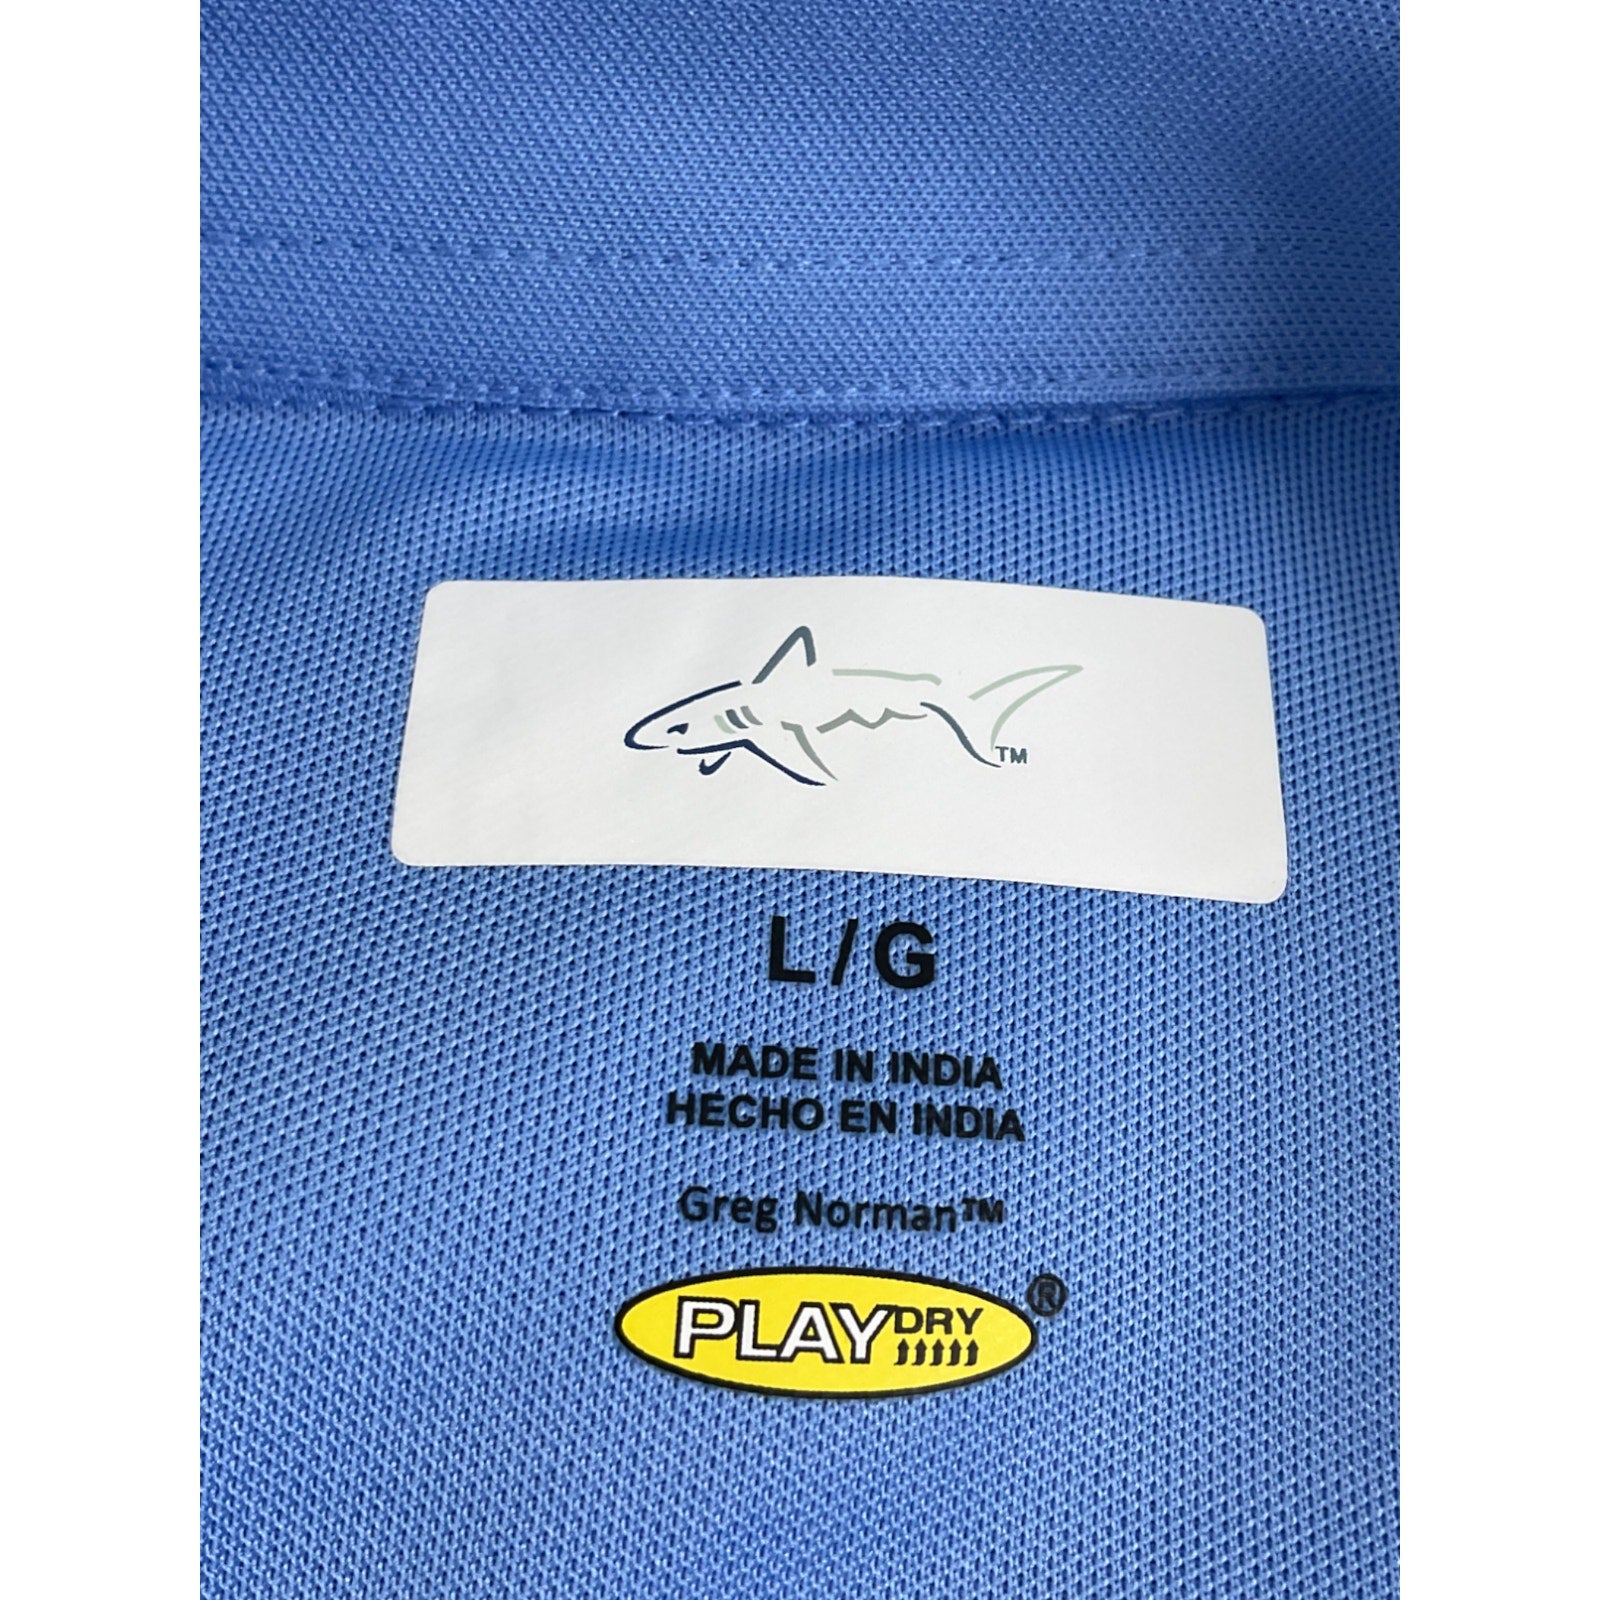 TM
L/G
MADE IN INDIA
HECHO EN INDIA
Greg Norman™
PLAYDRY®